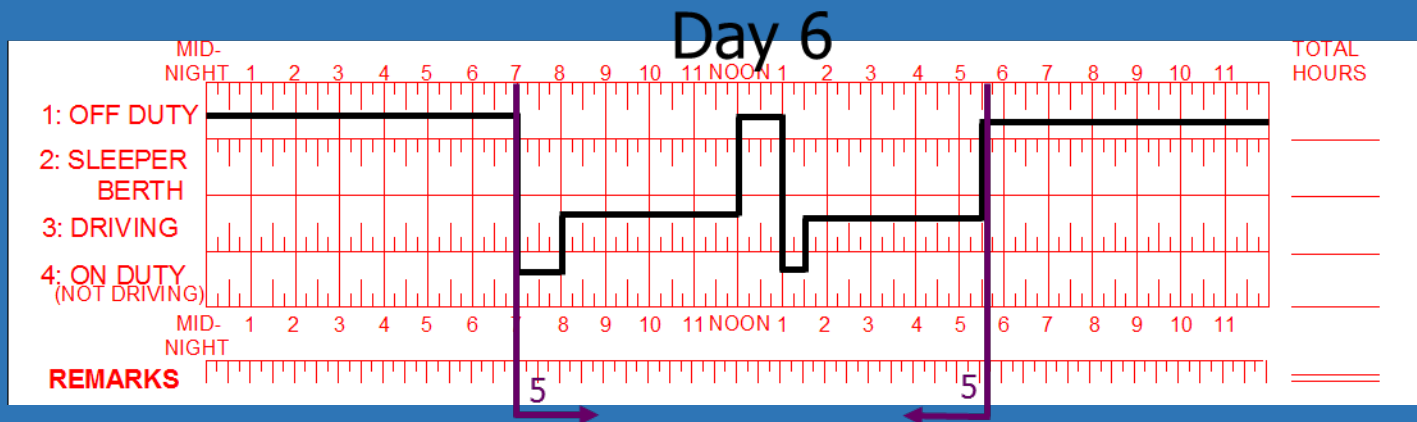 Day 6
MID-
NIGHT 1 2 3 4 5 6 7 8 9 10 11 NOON 1 2 3 4 5 6 7 8 9 10 11
TOTAL
HOURS
1: OFF DUTY
2: SLEEPER
BERTH
3: DRIVING
4: ON DUTY
(NOT DRIVING)
MID-
NIGHT
1 2 3 4 5 6 7 8 9 10 11 NOON 1 2 3 4 5 6 7 8 9 10 11
REMARKS
5 5